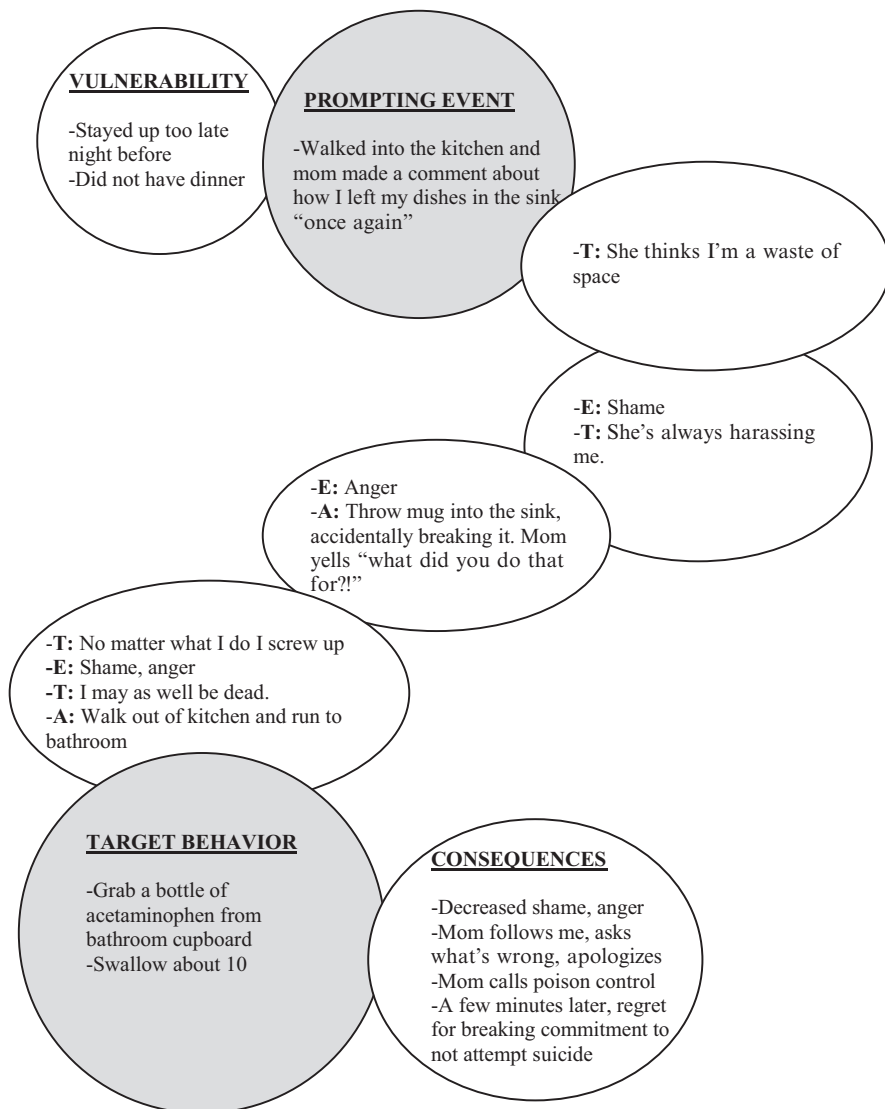 VULNERABILITY
-Stayed up too late
night before
-Did not have dinner
PROMPTING EVENT
-Walked into the kitchen and
mom made a comment about
how I left my dishes in the sink
“once again”
-T: She thinks I’m a waste of
space
-E: Shame
-T: She’s always harassing
me.
-E: Anger
-A: Throw mug into the sink,
accidentally breaking it. Mom
yells “what did you do that
for?!”
-T: No matter what I do I screw up
-E: Shame, anger
-T: I may as well be dead.
-A: Walk out of kitchen and run to
bathroom
TARGET BEHAVIOR
-Grab a bottle of
acetaminophen from
bathroom cupboard
-Swallow about 10
CONSEQUENCES
-Decreased shame, anger
-Mom follows me, asks
what’s wrong, apologizes
-Mom calls poison control
-A few minutes later, regret
for breaking commitment to
not attempt suicide